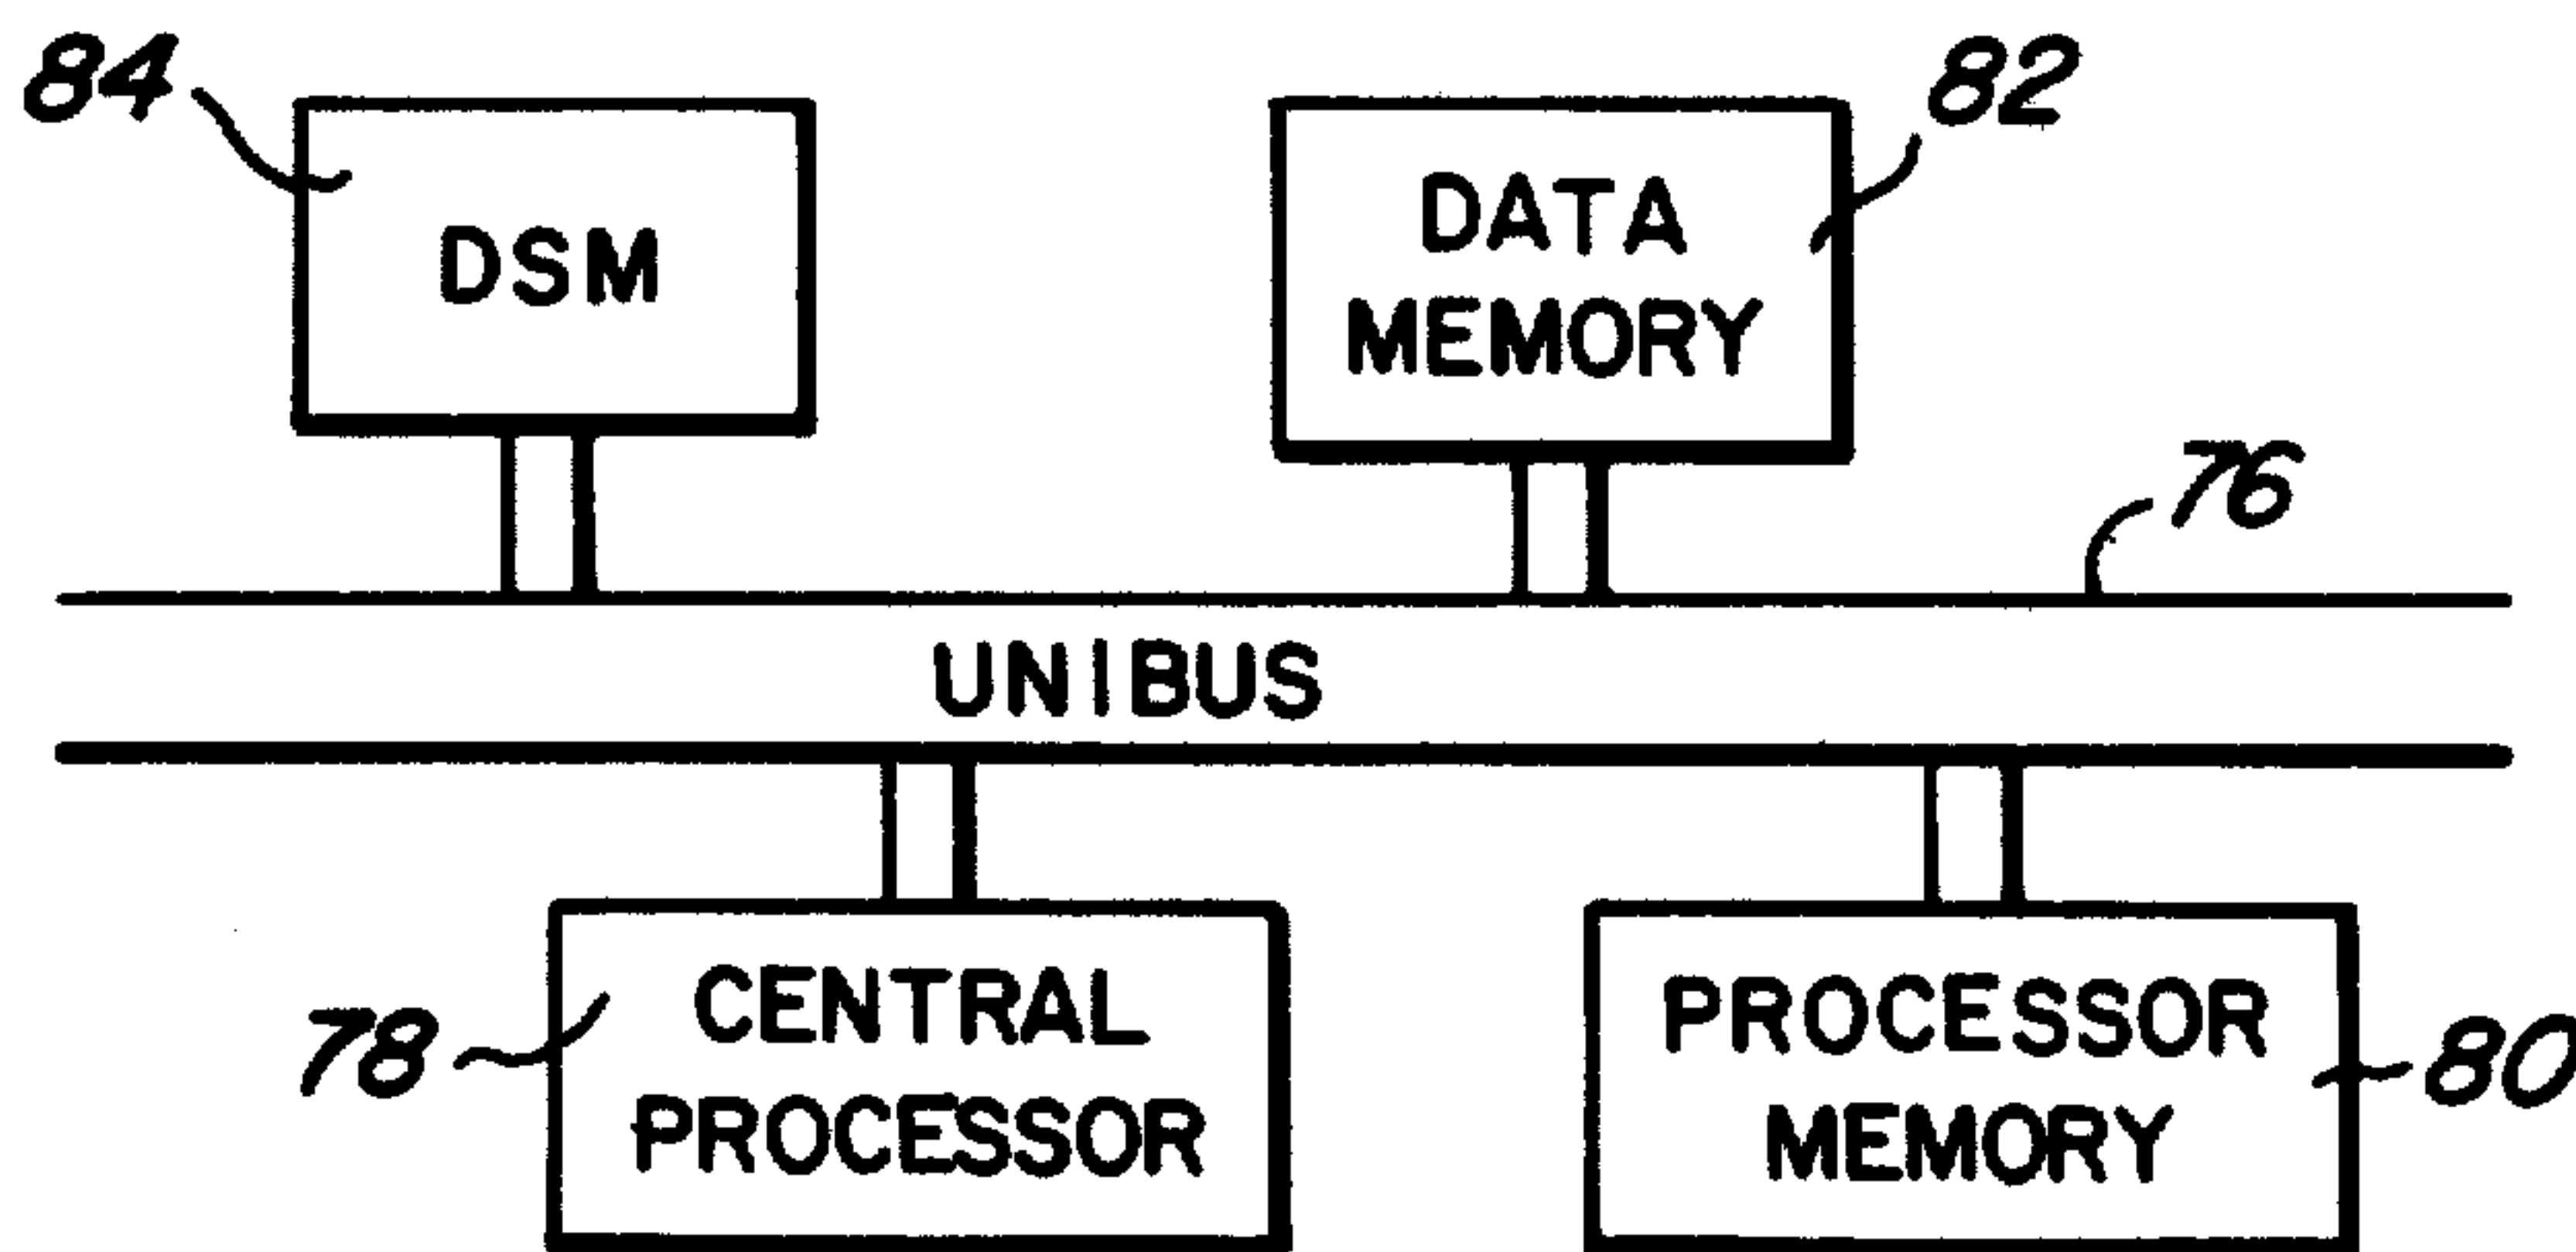 84
DSM
DATA
MEMORY
82
76
UNIBUS
78
CENTRAL
PROCESSOR
PROCESSOR
MEMORY
80